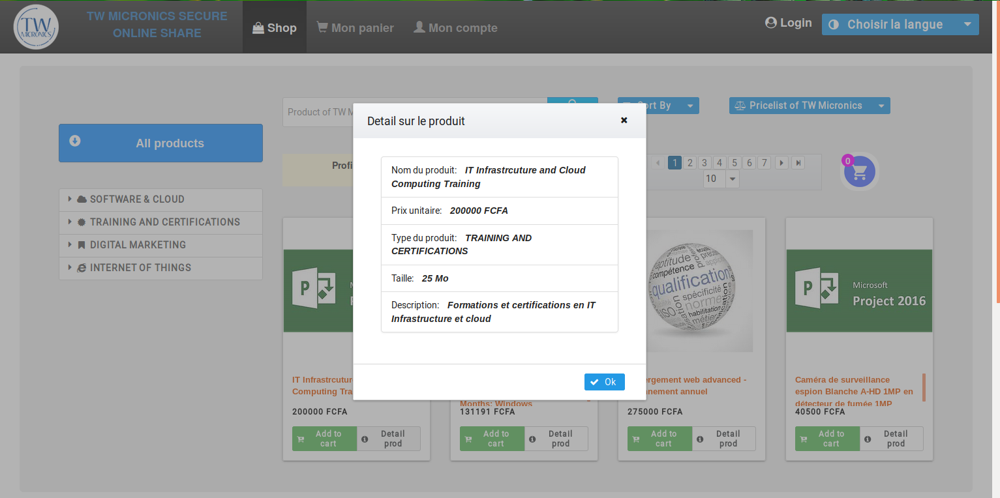 TW
MICRONICS
TW MICRONICS SECURE
ONLINE SHARE
Shop
Mon panier
Mon compte
Login
Choisir la langue
Product of TW M
ort By
Pricelist of TW Micronics
All products
Profi
1 2 3 4 5 6 7
10
0
SOFTWARE & CLOUD
TRAINING AND CERTIFICATIONS
DIGITAL MARKETING
INTERNET OF THINGS
Detail sur le produit
Nom du produit: IT Infrastrcuture and Cloud
Computing Training
Prix unitaire: 200000 FCFA
Type du produit: TRAINING AND
CERTIFICATIONS
Taille: 25 Mo
Description: Formations et certifications en IT
Infrastructure et cloud
Ok
P
IT Infrastrcutur
Computing Tra
200000 FCFA
Add to
cart
Detail
prod
Months: Windows
131191 FCFA
Add to
cart
Detail
prod
aptitude
compétence
qualification
spécificité
norme
habilitation
métier
ISO
ergement web advanced -
nnement annuel
275000 FCFA
Add to
cart
Detail
prod
P
Microsoft
Project 2016
Caméra de surveillance
espion Blanche A-HD 1MP en
détecteur de fumée 1MP
40500 FCFA
Add to
cart
Detail
prod